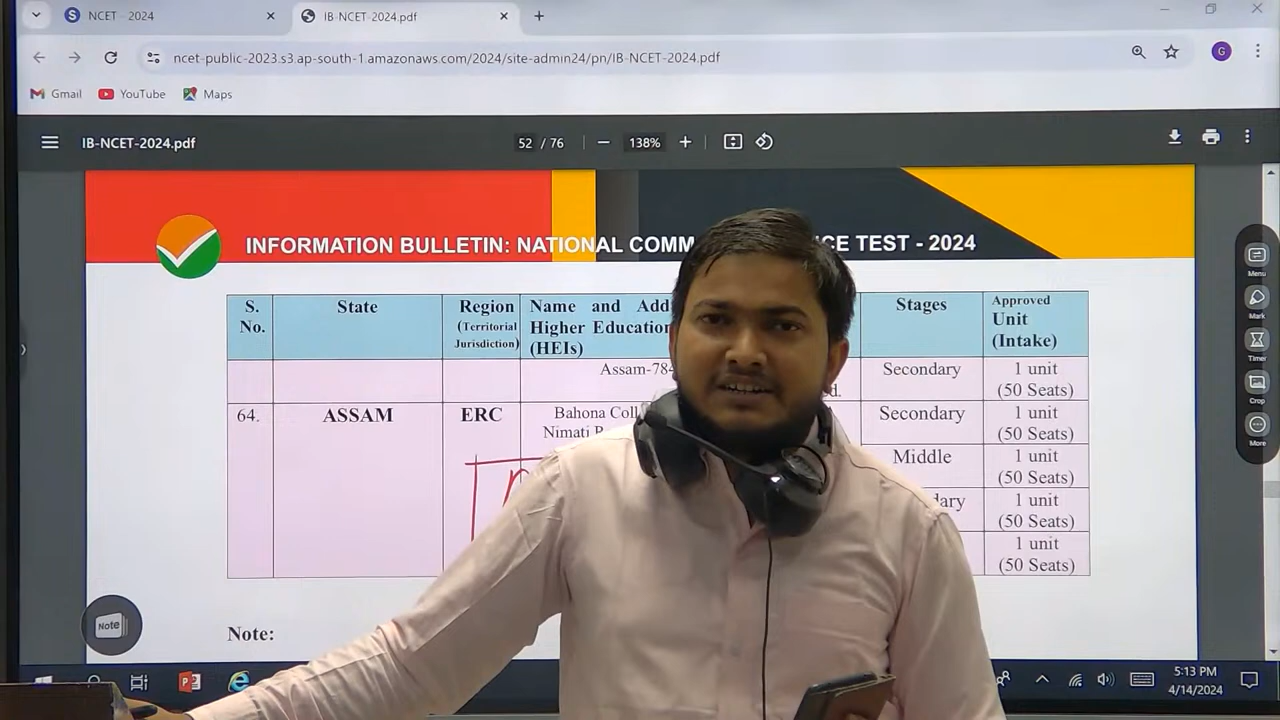 NCET - 2024
IB-NCET-2024.pdf
ncet-public-2023.s3.ap-south-1.amazonaws.com/2024/site-admin24/pn/IB-NCET-2024.pdf
G
Gmail YouTube Maps
IB-NCET-2024.pdf 52 / 76 138%
INFORMATION BULLETIN: NATIONAL COMM CE TEST - 2024
S. No.
State
Region (Territorial Jurisdiction)
Name and Add
Higher Education
(HEIs)
Stages
Approved Unit (Intake)
Assam-784
d.
Secondary
1 unit
(50 Seats)
64.
ASSAM
ERC
Bahona Coll
Nimati
Secondary
1 unit
(50 Seats)
Middle
1 unit
(50 Seats)
dary
1 unit
(50 Seats)
1 unit
(50 Seats)
Note:
Menu
Mark
Timer
Crop
More
Note
5:13 PM
4/14/2024